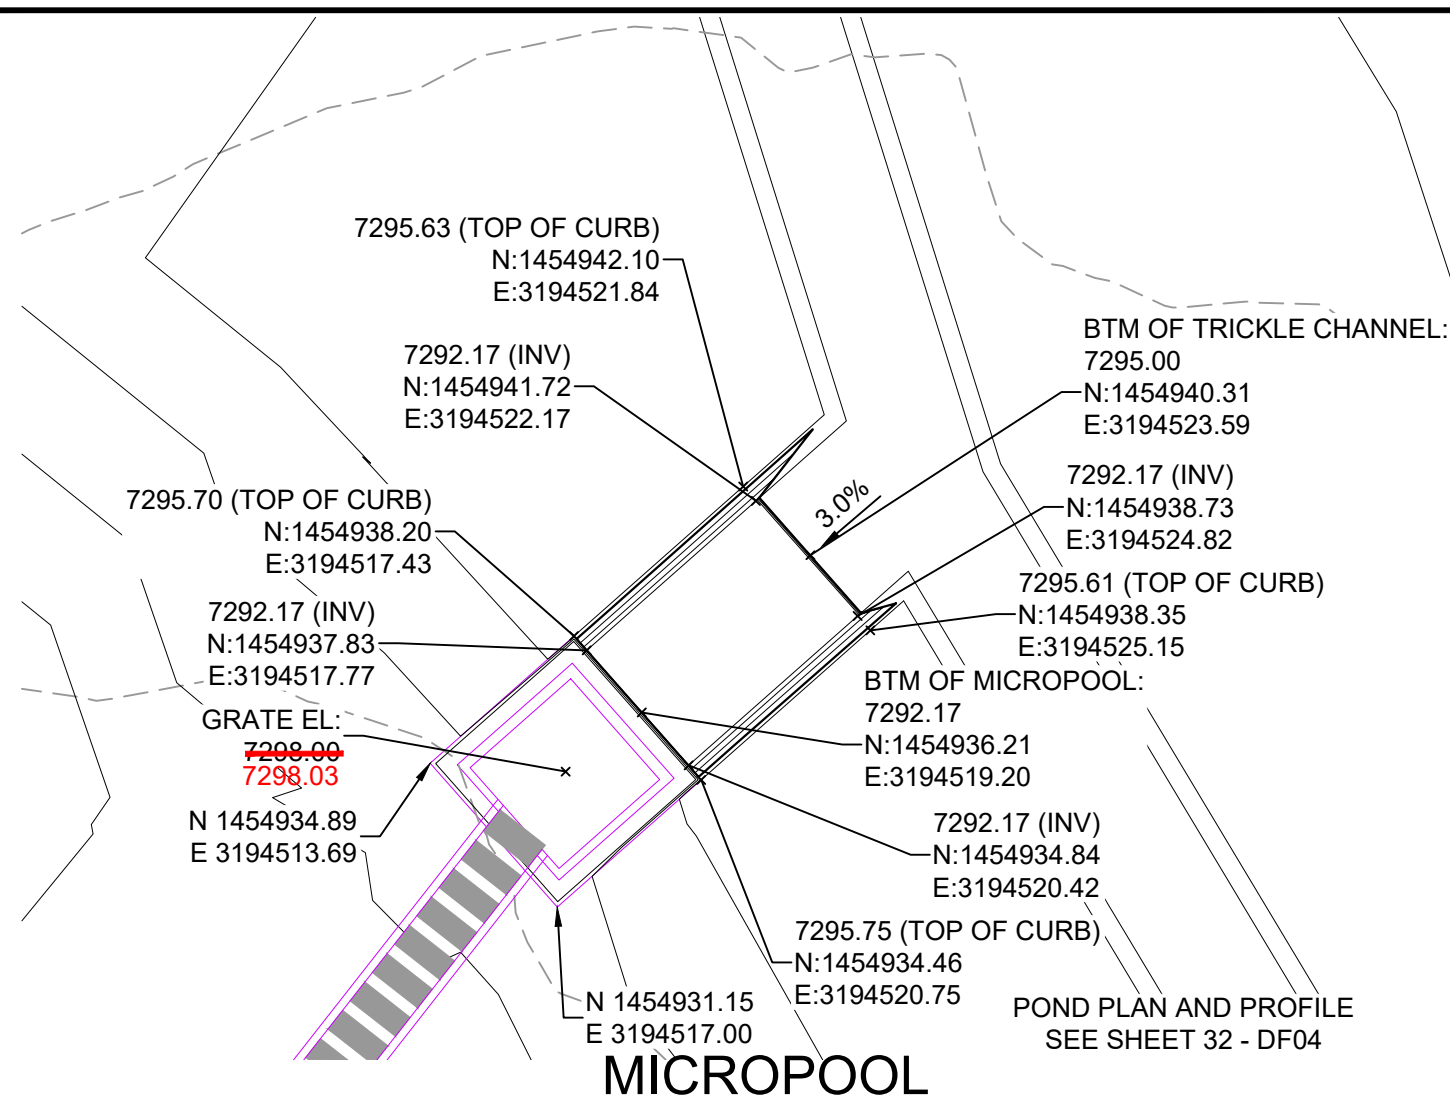 7295.63 (TOP OF CURB)
N:1454942.10
E:3194521.84
7292.17 (INV)
N:1454941.72
E:3194522.17
BTM OF TRICKLE CHANNEL:
7295.00
N:1454940.31
E:3194523.59
3.0%
7292.17 (INV)
N:1454938.73
E:3194524.82
7295.70 (TOP OF CURB)
N:1454938.20
E:3194517.43
7295.61 (TOP OF CURB)
N:1454938.35
E:3194525.15
7292.17 (INV)
N:1454937.83
E:3194517.77
BTM OF MICROPOOL:
7292.17
N:1454936.21
E:3194519.20
GRATE EL:
7298.00
7298.03
N 1454934.89
E 3194513.69
7292.17 (INV)
N:1454934.84
E:3194520.42
7295.75 (TOP OF CURB)
N:1454934.46
E:3194520.75
N 1454931.15
E 3194517.00
POND PLAN AND PROFILE
SEE SHEET 32 - DF04
MICROPOOL